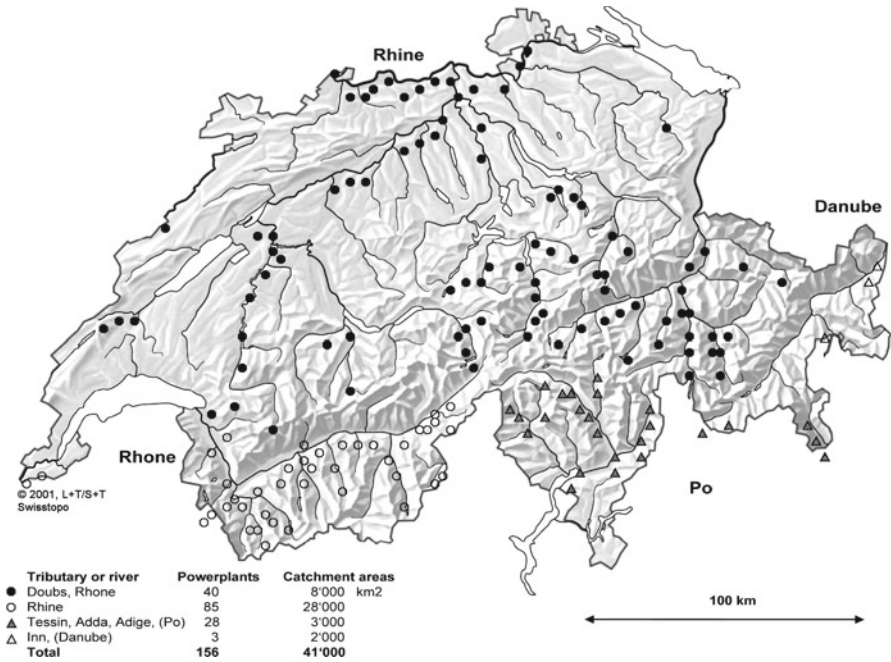 Rhine
Danube
Rhone
Po
© 2001, L+T/S+T
Swisstopo
Tributary or river Powerplants Catchment areas
Doubs, Rhone 40 8'000 km2
Rhine 85 28'000
Tessin, Adda, Adige, (Po) 28 3'000
Inn, (Danube) 3 2'000
Total 156 41'000
100 km